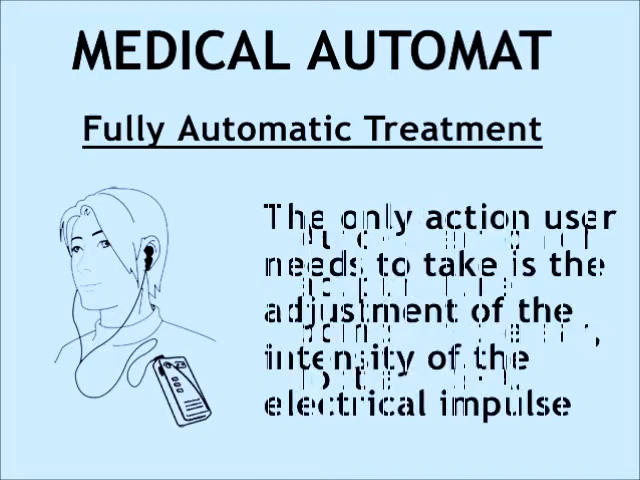 MEDICAL AUTOMAT
Fully Automatic Treatment
The only action user
needs to take is the
adjustment of the
intensity of the
electrical impulse